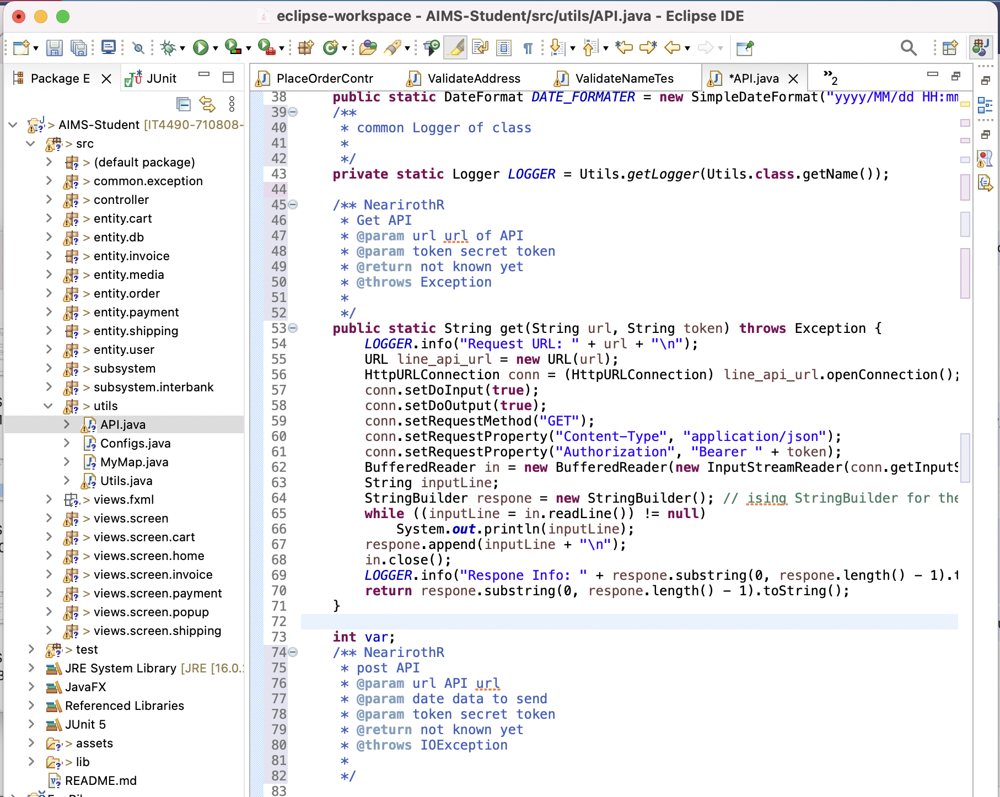 eclipse-workspace - AIMS-Student/src/utils/API.java - Eclipse IDE
Package E
JUnit
PlaceOrderContr
ValidateAddress
ValidateNameTes
*API.java
»2
> AIMS-Student [IT4490-710808-
> src
> (default package)
> common.exception
> controller
> entity.cart
> entity.db
> entity.invoice
> entity.media
> entity.order
> entity.payment
> entity.shipping
> entity.user
> subsystem
> subsystem.interbank
> utils
API.java
Configs.java
MyMap.java
Utils.java
> views.fxml
> views.screen
> views.screen.cart
> views.screen.home
> views.screen.invoice
> views.screen.payment
> views.screen.popup
> views.screen.shipping
> test
JRE System Library [JRE [16.0.
JavaFX
Referenced Libraries
JUnit 5
> assets
> lib
README.md
38 public static DateFormat DATE_FORMATER = new SimpleDateFormat("yyyy/MM/dd HH:mm
39 /**
40 * common Logger of class
41 *
42 */
43 private static Logger LOGGER = Utils.getLogger(Utils.class.getName());
44
45 /** NearirothR
46 * Get API
47 * @param url url of API
48 * @param token secret token
49 * @return not known yet
50 * @throws Exception
51 *
52 */
53 public static String get(String url, String token) throws Exception {
54 LOGGER.info("Request URL: " + url + "\n");
55 URL line_api_url = new URL(url);
56 HttpURLConnection conn = (HttpURLConnection) line_api_url.openConnection();
57 conn.setDoInput(true);
58 conn.setDoOutput(true);
59 conn.setRequestMethod("GET");
60 conn.setRequestProperty("Content-Type", "application/json");
61 conn.setRequestProperty("Authorization", "Bearer " + token);
62 BufferedReader in = new BufferedReader(new InputStreamReader(conn.getInputS
63 String inputLine;
64 StringBuilder respone = new StringBuilder(); // ising StringBuilder for the
65 while ((inputLine = in.readLine()) != null)
66 System.out.println(inputLine);
67 respone.append(inputLine + "\n");
68 in.close();
69 LOGGER.info("Respone Info: " + respone.substring(0, respone.length() - 1).t
70 return respone.substring(0, respone.length() - 1).toString();
71 }
72
73 int var;
74 /** NearirothR
75 * post API
76 * @param url API url
77 * @param date data to send
78 * @param token secret token
79 * @return not known yet
80 * @throws IOException
81 *
82 */
83